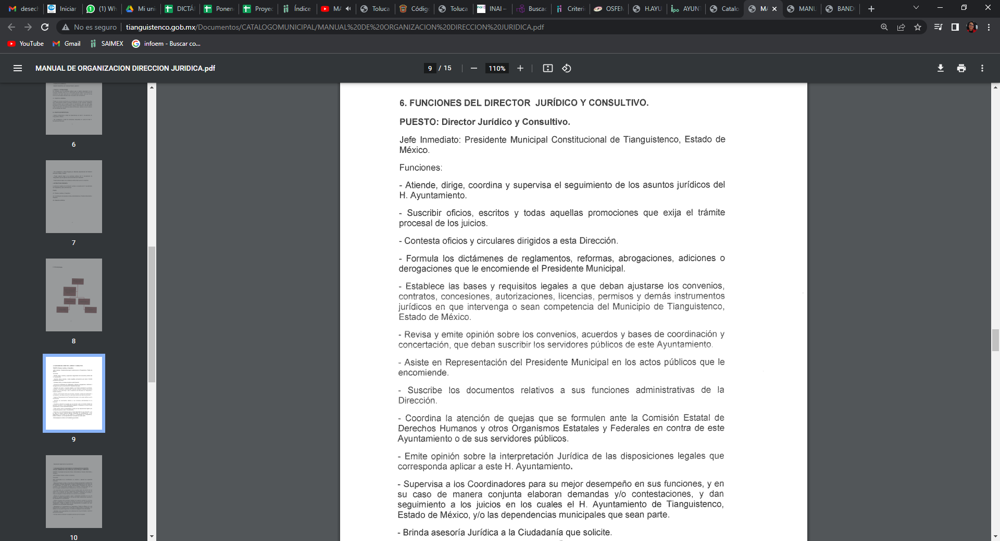 desec
Iniciar
(1) Wh
Mi uni
DICTÁ
Ponen
Proyec
Índice
MA
Toluca
Código
Toluca
INAI –
Busca
Criteri
OSFEM
H.AYU
AYUN
Catalo
MA
MANU
BAND
No es seguro
tianguistenco.gob.mx/Documentos/CATALOGOMUNICIPAL/MANUAL%20DE%20ORGANIZACION%20DIRECCION%20JURIDICA.pdf
YouTube
Gmail
SAIMEX
infoem - Buscar co...
MANUAL DE ORGANIZACION DIRECCION JURIDICA.pdf
9 / 15
110%
6
7
8
9
10
6. FUNCIONES DEL DIRECTOR JURÍDICO Y CONSULTIVO.
PUESTO: Director Jurídico y Consultivo.
Jefe Inmediato: Presidente Municipal Constitucional de Tianguistenco, Estado de
México.
Funciones:
- Atiende, dirige, coordina y supervisa el seguimiento de los asuntos jurídicos del
H. Ayuntamiento.
- Suscribir oficios, escritos y todas aquellas promociones que exija el trámite
procesal de los juicios.
- Contesta oficios y circulares dirigidos a esta Dirección.
- Formula los dictámenes de reglamentos, reformas, abrogaciones, adiciones o
derogaciones que le encomiende el Presidente Municipal.
- Establece las bases y requisitos legales a que deban ajustarse los convenios,
contratos, concesiones, autorizaciones, licencias, permisos y demás instrumentos
jurídicos en que intervenga o sean competencia del Municipio de Tianguistenco,
Estado de México.
- Revisa y emite opinión sobre los convenios, acuerdos y bases de coordinación y
concertación, que deban suscribir los servidores públicos de este Ayuntamiento.
- Asiste en Representación del Presidente Municipal en los actos públicos que le
encomiende.
- Suscribe los documentos relativos a sus funciones administrativas de la
Dirección.
- Coordina la atención de quejas que se formulen ante la Comisión Estatal de
Derechos Humanos y otros Organismos Estatales y Federales en contra de este
Ayuntamiento o de sus servidores públicos.
- Emite opinión sobre la interpretación Jurídica de las disposiciones legales que
corresponda aplicar a este H. Ayuntamiento.
- Supervisa a los Coordinadores para su mejor desempeño en sus funciones, y en
su caso de manera conjunta elaboran demandas y/o contestaciones, y dan
seguimiento a los juicios en los cuales el H. Ayuntamiento de Tianguistenco,
Estado de México, y/o las dependencias municipales que sean parte.
- Brinda asesoría Jurídica a la Ciudadanía que solicite.